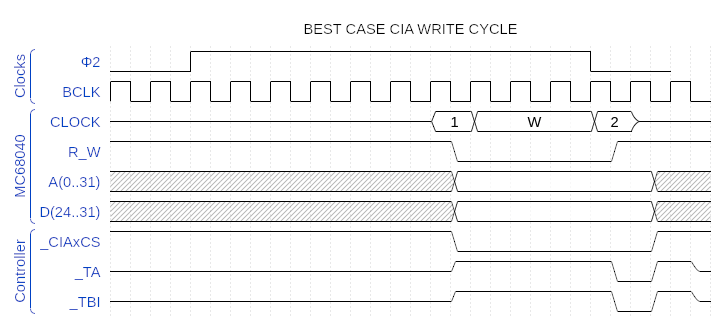 BEST CASE CIA WRITE CYCLE
Clocks
Φ2
BCLK
MC68040
CLOCK 1 W 2
R_W
A(0..31)
D(24..31)
Controller
_CIAxCS
_TA
_TBI